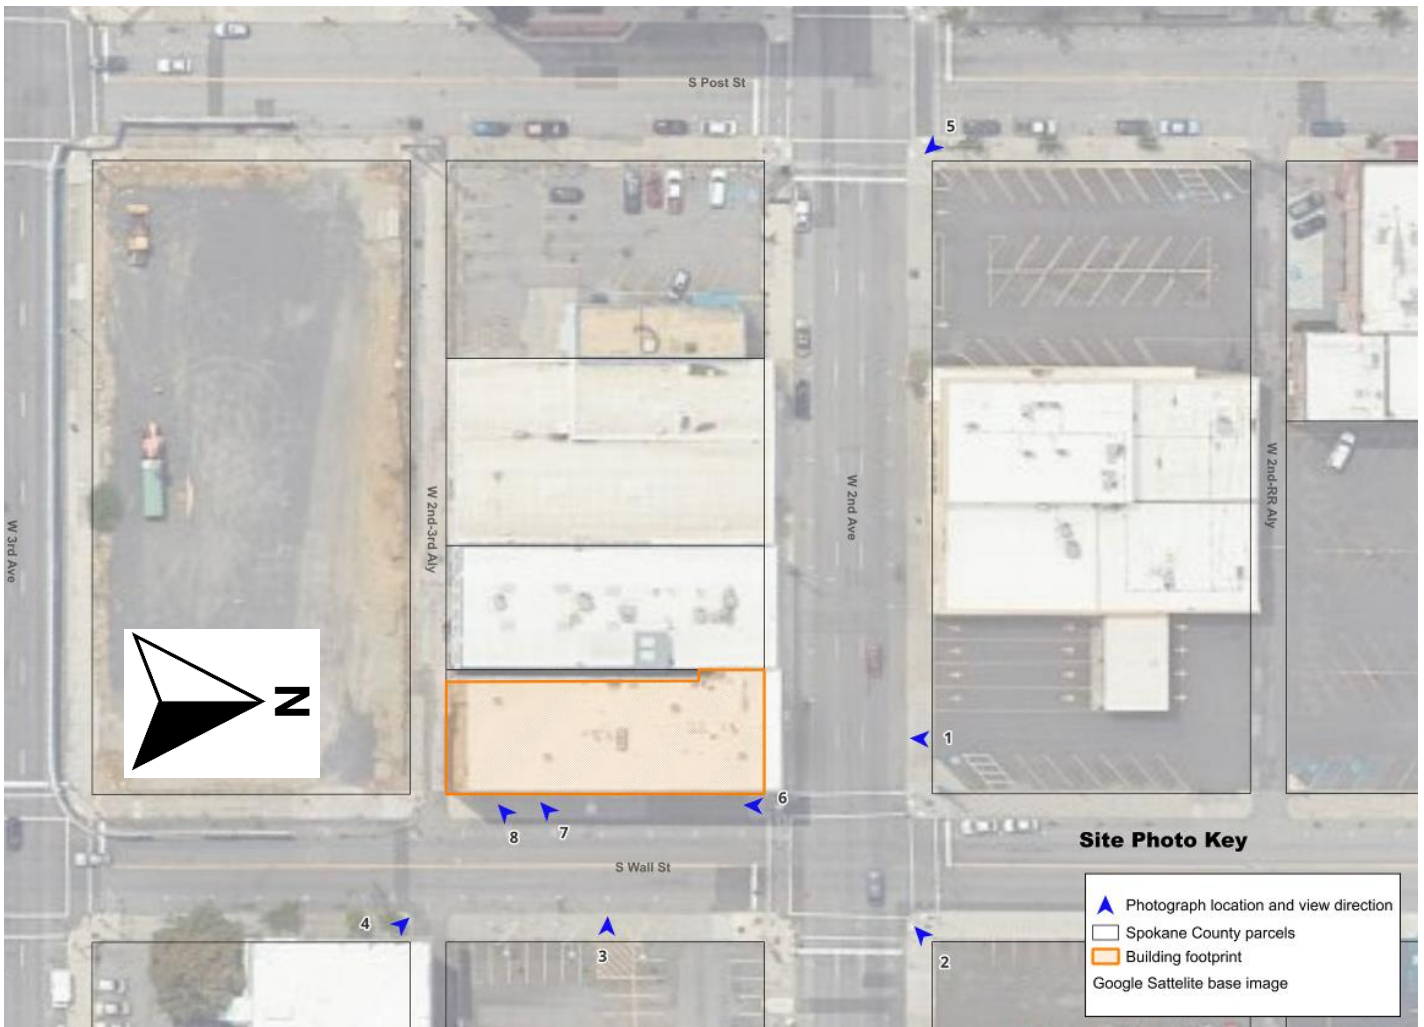 S Post St
5
W 3rd Ave
W 2nd-3rd Aly
W 2nd Ave
W 2nd-RR Aly
N
1
6
7
8
S Wall St
4
3
2
Site Photo Key
Photograph location and view direction
Spokane County parcels
Building footprint
Google Sattelite base image